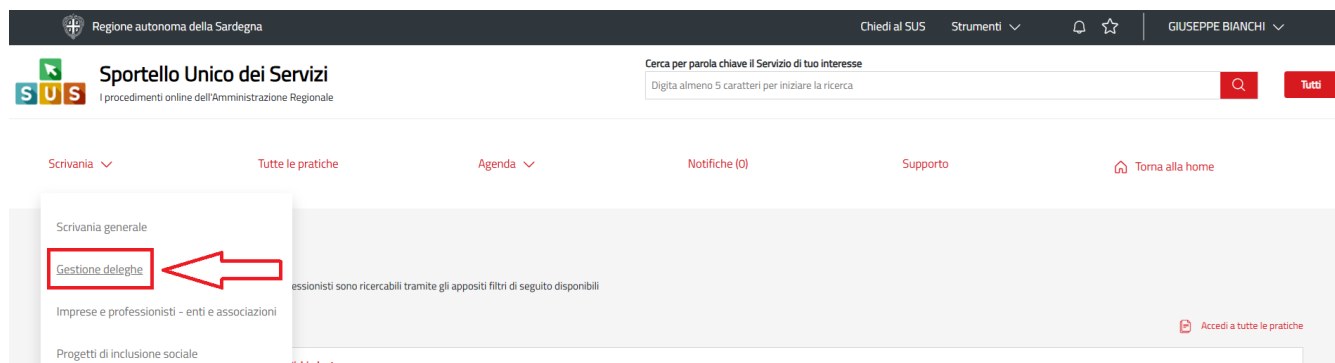 Regione autonoma della Sardegna
Chiedi al SUS
Strumenti
GIUSEPPE BIANCHI
SUS
Sportello Unico dei Servizi
I procedimenti online dell'Amministrazione Regionale
Cerca per parola chiave il Servizio di tuo interesse
Digita almeno 5 caratteri per iniziare la ricerca
Tutti
Scrivania
Tutte le pratiche
Agenda
Notifiche (0)
Supporto
Torna alla home
Scrivania generale
Gestione deleghe
essionisti sono ricercabili tramite gli appositi filtri di seguito disponibili
Imprese e professionisti - enti e associazioni
Accedi a tutte le pratiche
Progetti di inclusione sociale